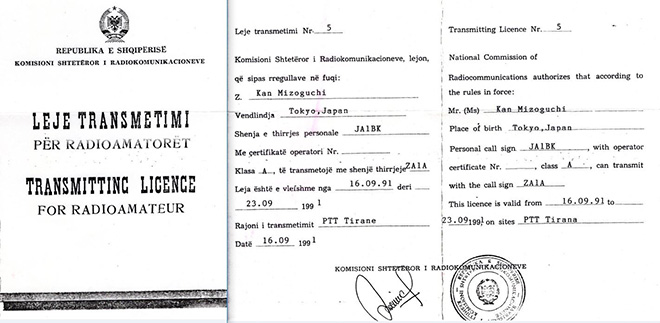 REPUBLIKA E SHQIPERISË
KOMISIONI SHTETËROR I RADIOKOMUNIKACIONEVE
LEJE TRANSMETIMI
PËR RADIOAMATORËT
TRANSMITTING LICENCE
FOR RADIOAMATEUR
Leje transmetimi Nr 5
Komisioni Shtetëror i Radiokomunikacioneve, lejon,
që sipas rregullave në fuqi:
Z. Kan Mizoguchi
Vendlindja Tokyo,Japan
Shenja e thirrjes personale JA1BK
Me certifikatë operatori Nr.
Klasa A, të transmetojë me shenjë thirrjeje ZA1A
Leja është e vlefshme nga 16.09.91 deri
23.09 1991
Rajoni i transmetimit PTT Tirane
Datë 16.09 1991
Transmitting Licence Nr. 5
National Commission of
Radiocommunications authorizes that according to
the rules in force:
Mr. (Ms) Kan Mizoguchi
Place of birth Tokyo,Japan
Personal call sign JA1BK, with operator
certificate Nr. , class A, can transmit
with the call sign ZA1A
This licence is valid from 16.09.91 to
23.09 1991 on sites PTT Tirana
KOMISIONI SHTETËROR I RADIOKOMUNIKACIONEVE